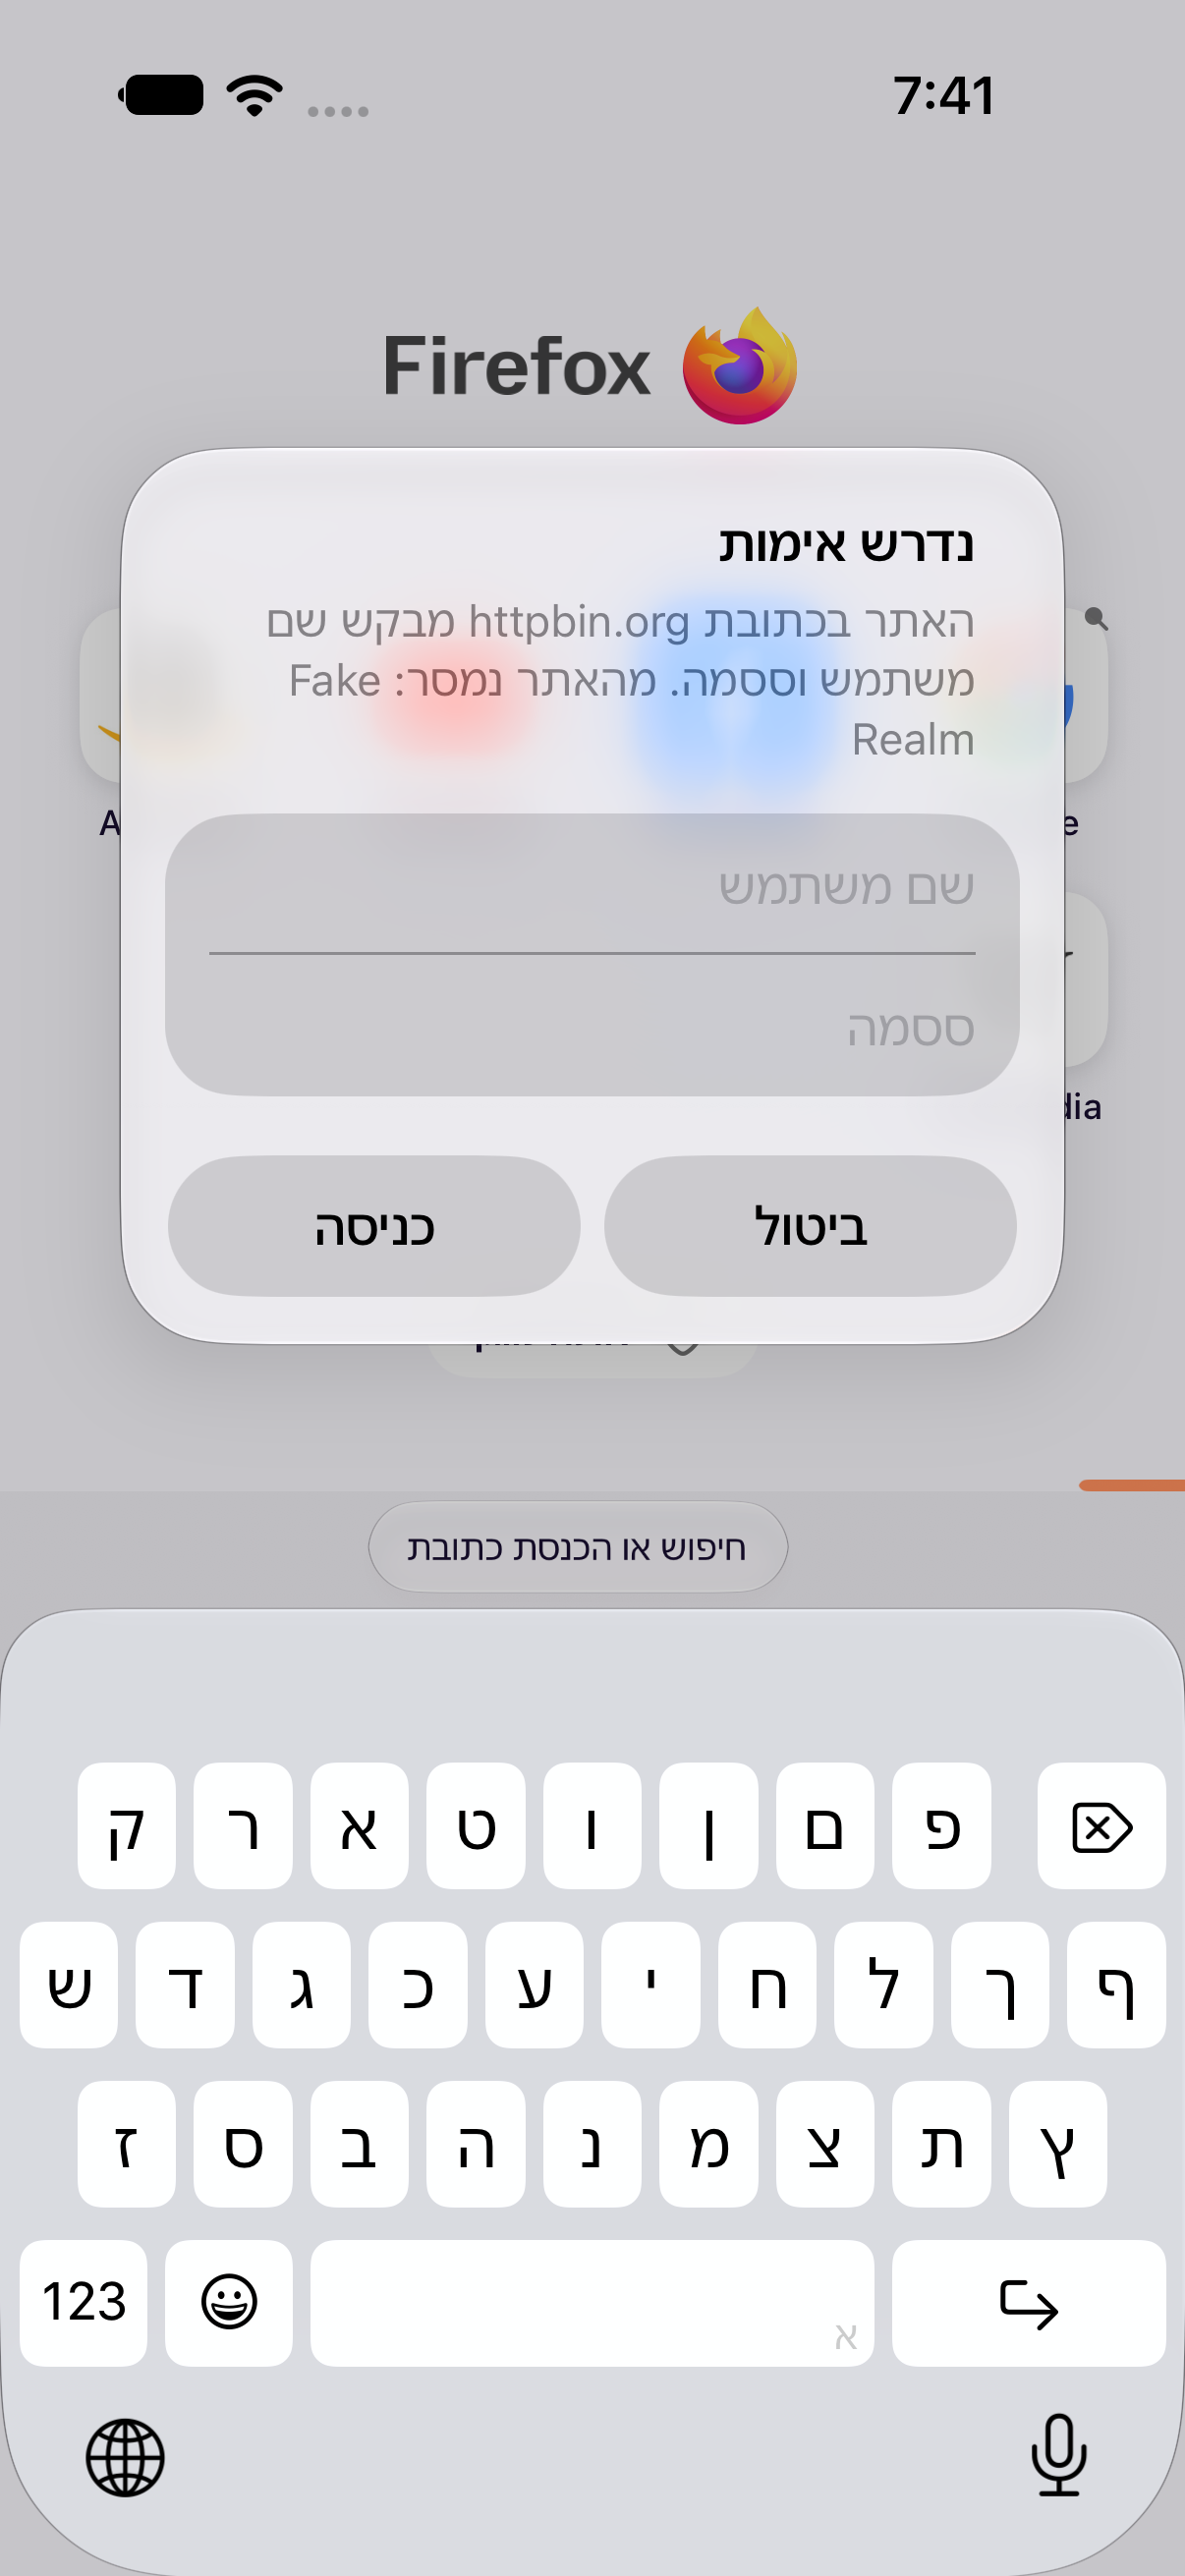 7:41
Firefox
נדרש אימות
האתר בכתובת httpbin.org מבקש שם
משתמש וססמה. מהאתר נמסר: Fake
Realm
שם משתמש
ססמה
ביטול
כניסה
חיפוש או הכנסת כתובת
ק ר א ט ו ן ם פ
ש ד ג כ ע י ח ל ך ף
ז ס ב ה נ מ צ ת ץ
123
א